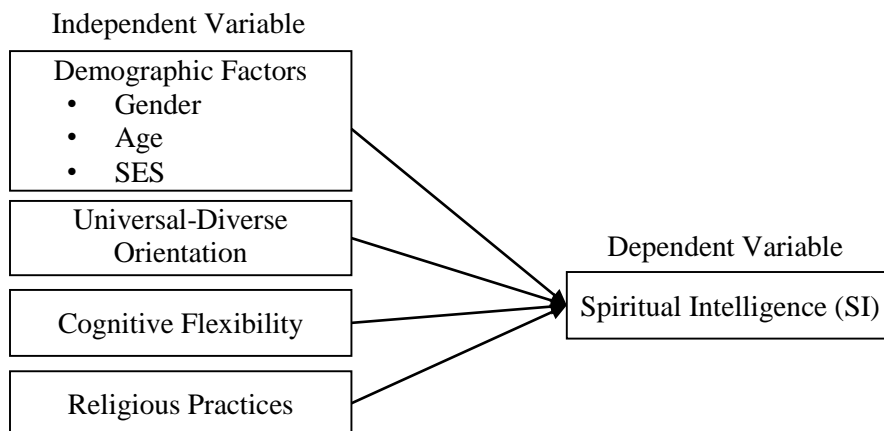 Independent Variable
Demographic Factors
• Gender
• Age
• SES
Universal-Diverse
Orientation
Cognitive Flexibility
Religious Practices
Dependent Variable
Spiritual Intelligence (SI)